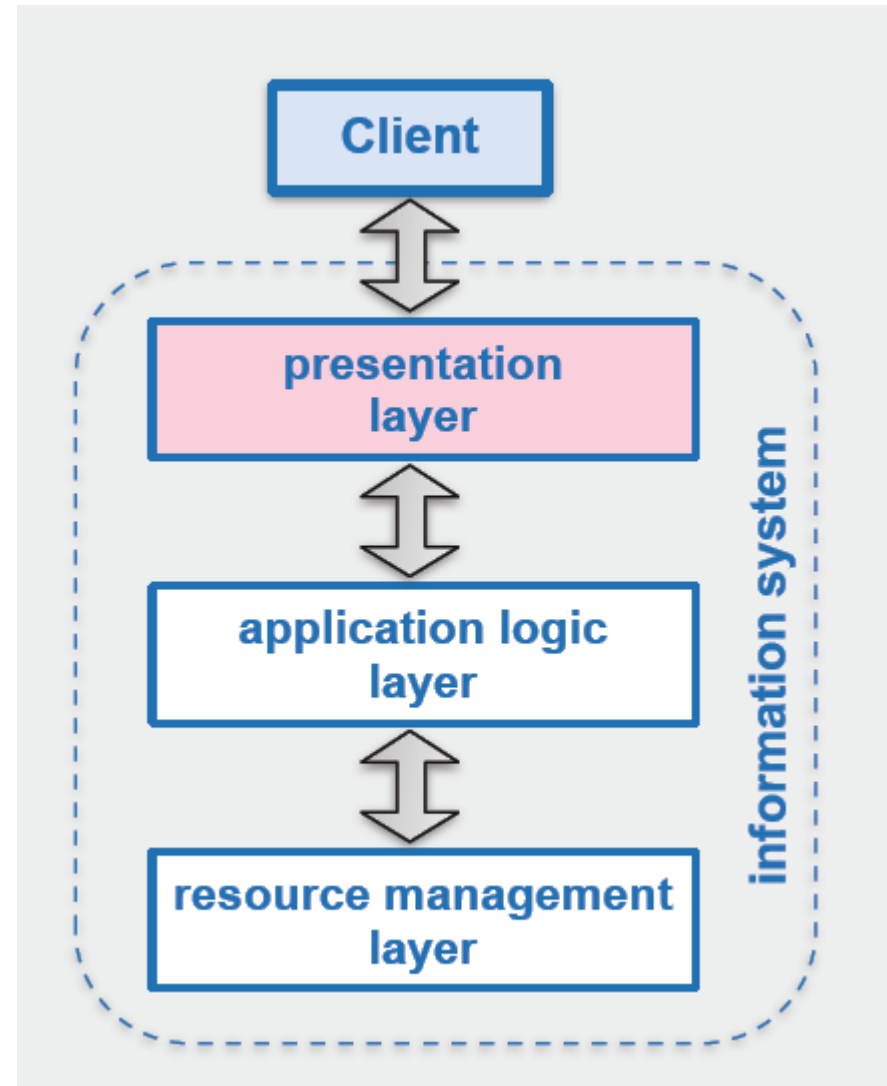 Client
presentation
layer
application logic
layer
resource management
layer
information system